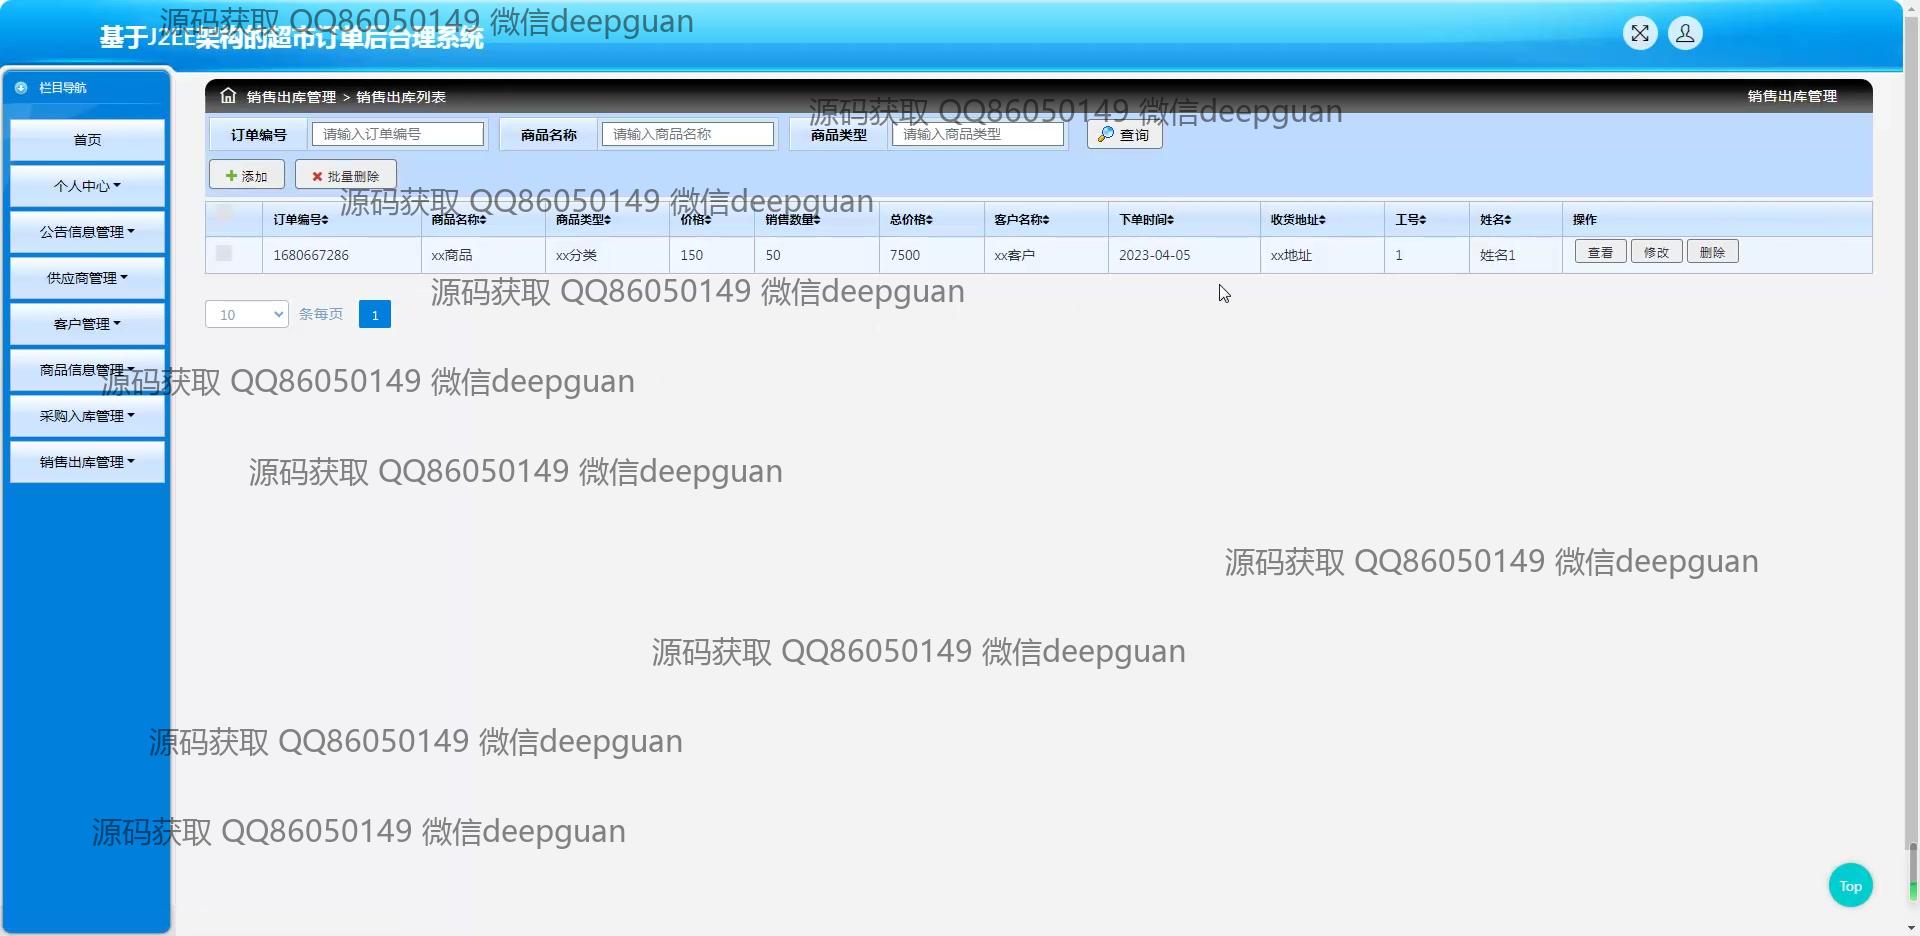 源码获取 QQ86050149 微信deepguan
基于J2EE架构的超市订单后台理系统
栏目导航
首页
个人中心
公告信息管理
供应商管理
客户管理
商品信息管理
采购入库管理
销售出库管理
销售出库管理 > 销售出库列表
销售出库管理
源码获取 QQ86050149 微信deepguan
订单编号 请输入订单编号 商品名称 请输入商品名称 商品类型 请输入商品类型 查询
添加 批量删除
源码获取 QQ86050149 微信deepguan
订单编号 商品名称 商品类型 价格 销售数量 总价格 客户名称 下单时间 收货地址 工号 姓名 操作
1680667286 xx商品 xx分类 150 50 7500 xx客户 2023-04-05 xx地址 1 姓名1 查看 修改 删除
源码获取 QQ86050149 微信deepguan
10 条每页 1
源码获取 QQ86050149 微信deepguan
源码获取 QQ86050149 微信deepguan
源码获取 QQ86050149 微信deepguan
源码获取 QQ86050149 微信deepguan
源码获取 QQ86050149 微信deepguan
源码获取 QQ86050149 微信deepguan
Top